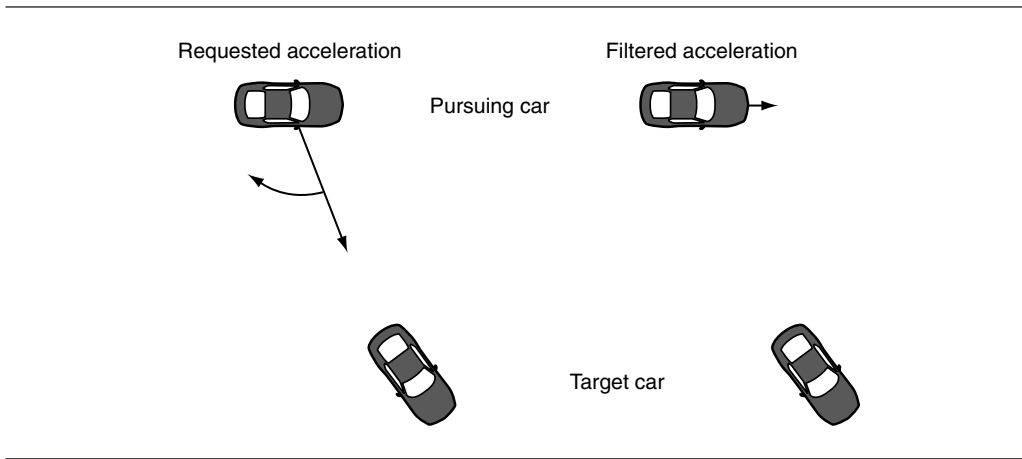 Requested acceleration
Filtered acceleration
Pursuing car
Target car